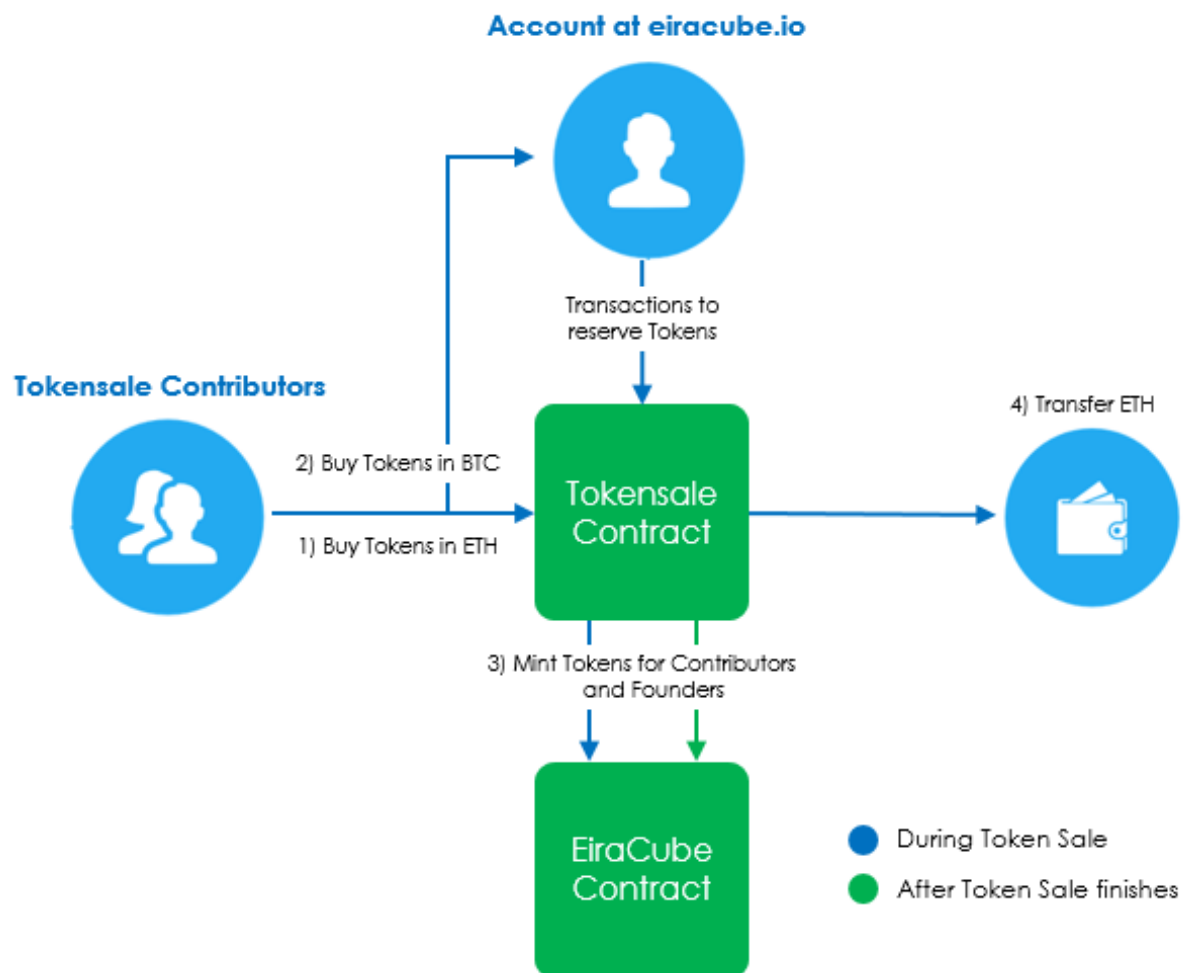 Account at eiracube.io
Transactions to
reserve Tokens
Tokensale Contributors
4) Transfer ETH
2) Buy Tokens in BTC
Tokensale
Contract
1) Buy Tokens in ETH
3) Mint Tokens for Contributors
and Founders
EiraCube
Contract
During Token Sale
After Token Sale finishes